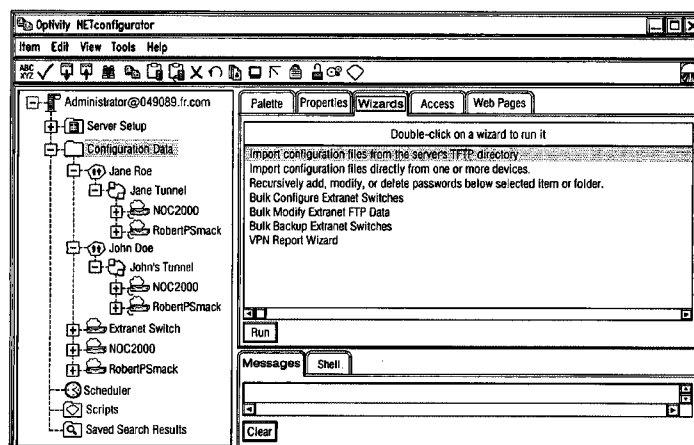 Optivity NETconfigurator
Item Edit View Tools Help
ABC
XYZ
Administrator@049089.fr.com
Server Setup
Configuration Data
Jane Roe
Jane Tunnel
NOC2000
RobertPSmack
John Doe
John's Tunnel
NOC2000
RobertPSmack
Extranet Switch
NOC2000
RobertPSmack
Scheduler
Scripts
Saved Search Results
Palette Properties Wizards Access Web Pages
Double-click on a wizard to run it
Import configuration files from the server's TFTP directory
Import configuration files directly from one or more devices.
Recursively add, modify, or delete passwords below selected item or folder.
Bulk Configure Extranet Switches
Bulk Modify Extranet FTP Data
Bulk Backup Extranet Switches
VPN Report Wizard
Run
Messages Shell
Clear